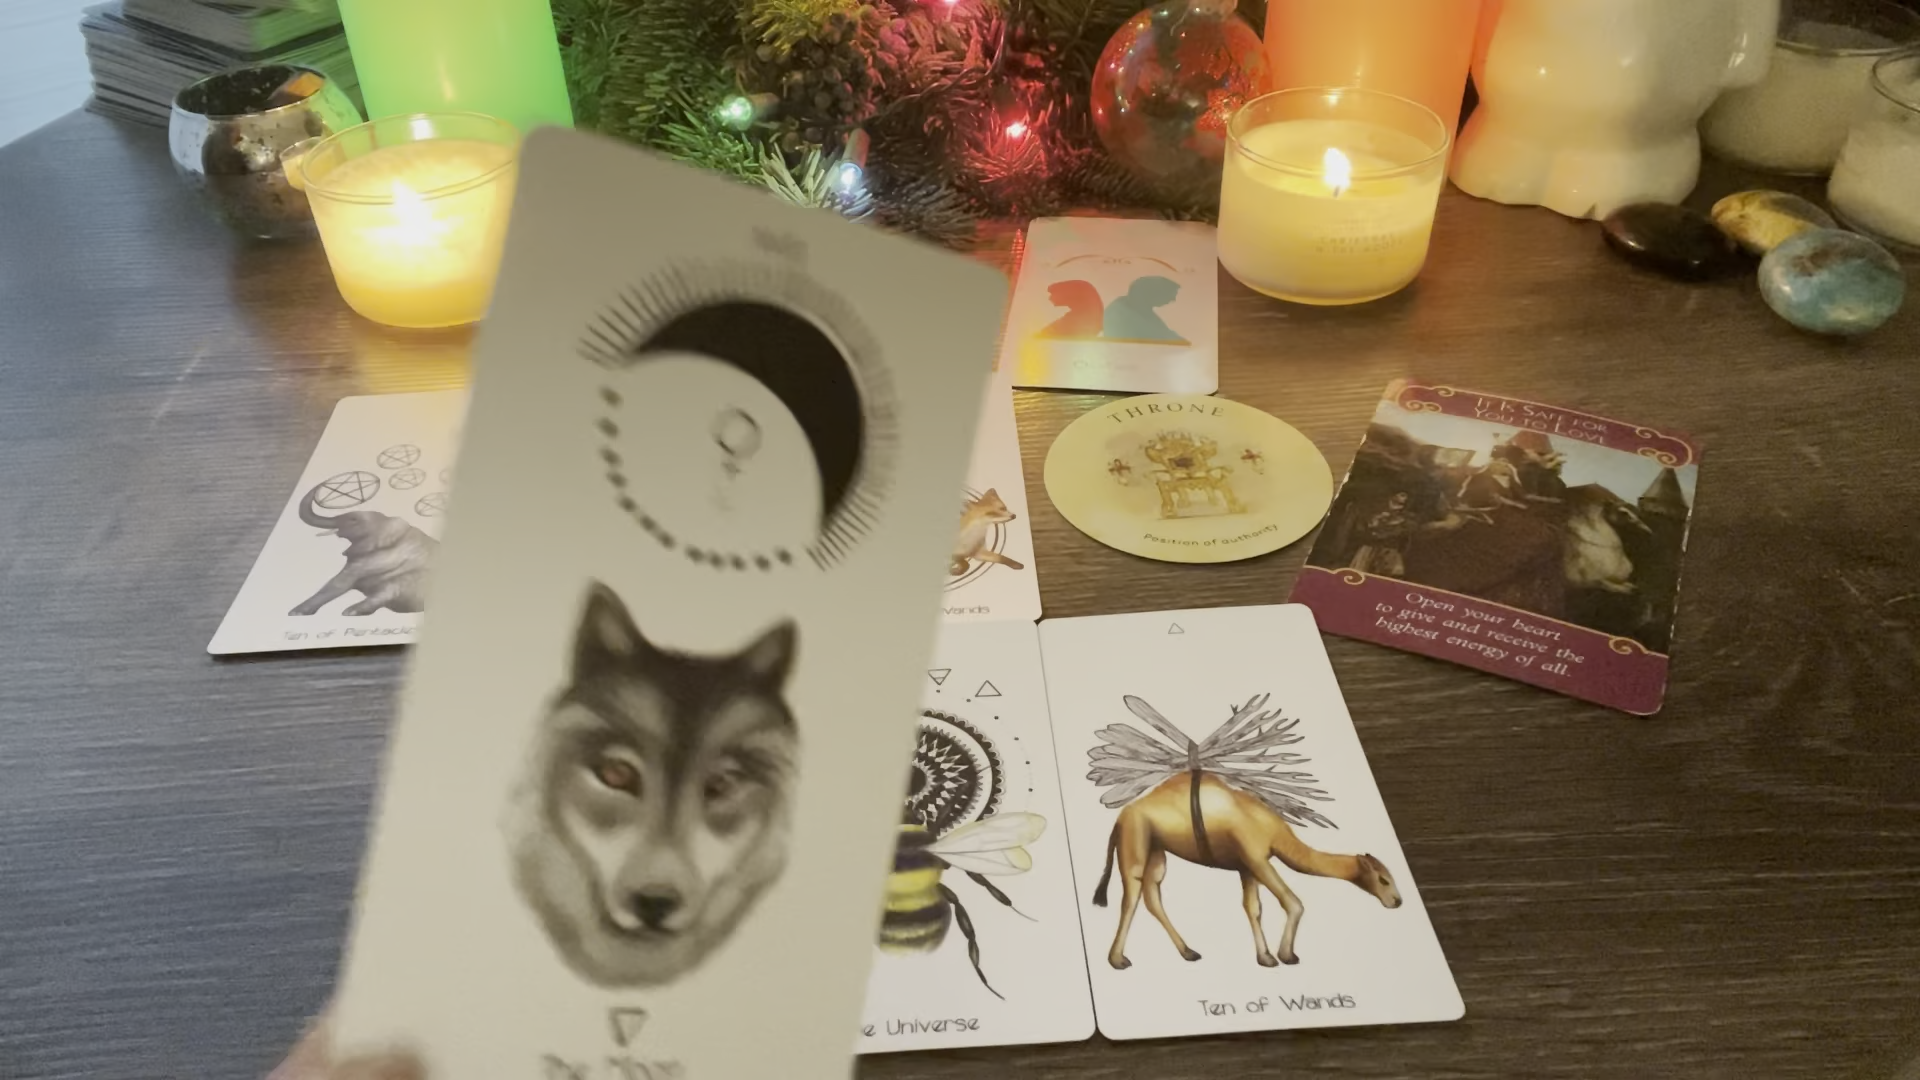 THRONE
Position of authority
IT IS SAFE FOR
YOU TO LOVE
Open your heart
to give and receive the
highest energy of all.
Ten of Pentacle
Wands
e Universe
Ten of Wands